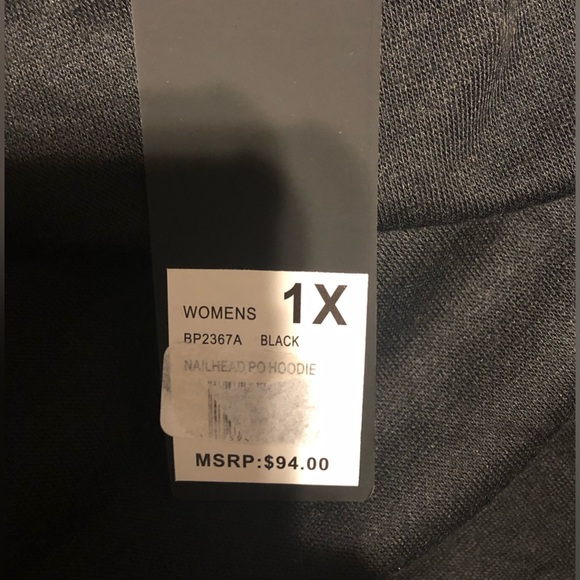 WOMENS 1X
BP2367A BLACK
NAILHEAD PO HOODIE
MSRP:$94.00